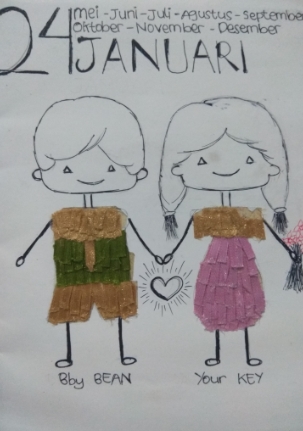 24 mei - Juni - Juli - Agustus - September
Oktober - November - Desember
JANUARI
Bby BEAN
Your KEY